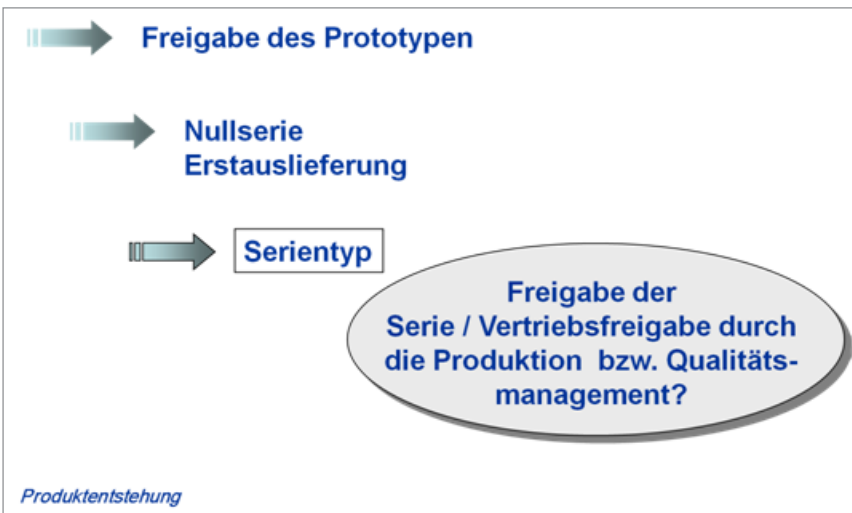 Freigabe des Prototypen
Nullserie
Erstauslieferung
Serientyp
Freigabe der
Serie / Vertriebsfreigabe durch
die Produktion bzw. Qualitäts-
management?
Produktentstehung